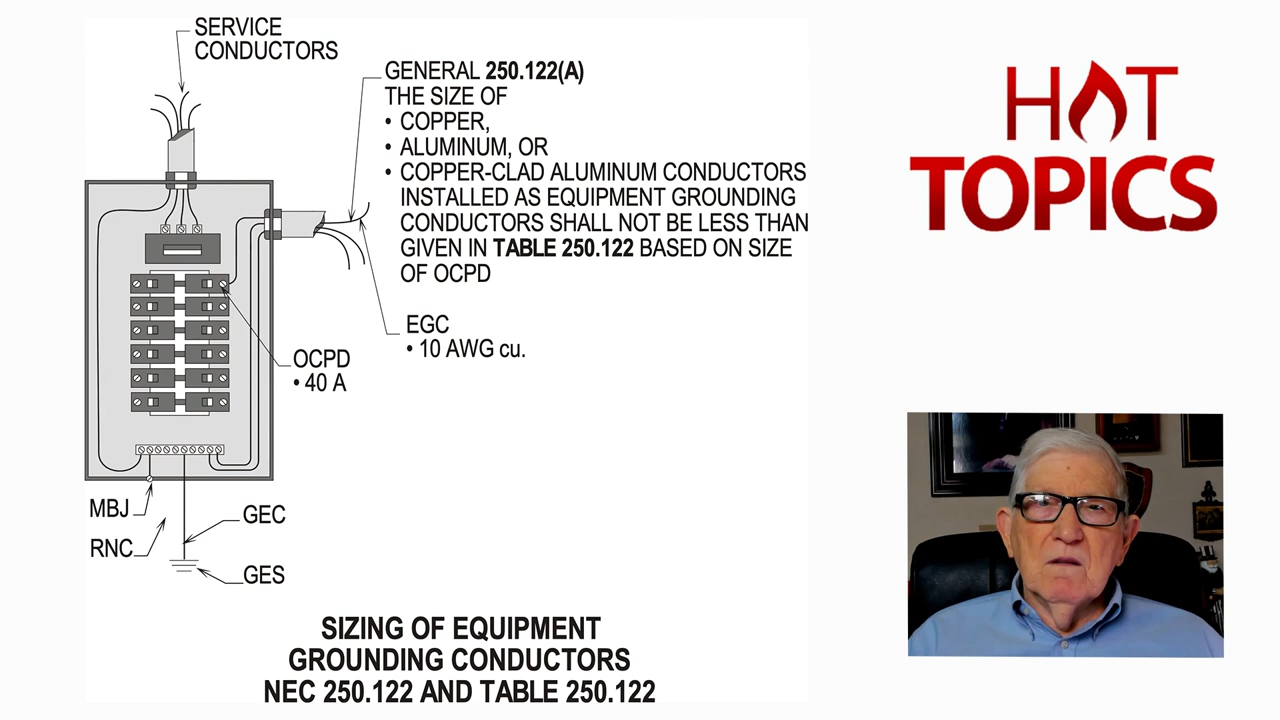 SERVICE
CONDUCTORS
GENERAL 250.122(A)
THE SIZE OF
• COPPER,
• ALUMINUM, OR
• COPPER-CLAD ALUMINUM CONDUCTORS
INSTALLED AS EQUIPMENT GROUNDING
CONDUCTORS SHALL NOT BE LESS THAN
GIVEN IN TABLE 250.122 BASED ON SIZE
OF OCPD
EGC
• 10 AWG cu.
OCPD
• 40 A
MBJ
GEC
RNC
GES
SIZING OF EQUIPMENT
GROUNDING CONDUCTORS
NEC 250.122 AND TABLE 250.122
HOT
TOPICS